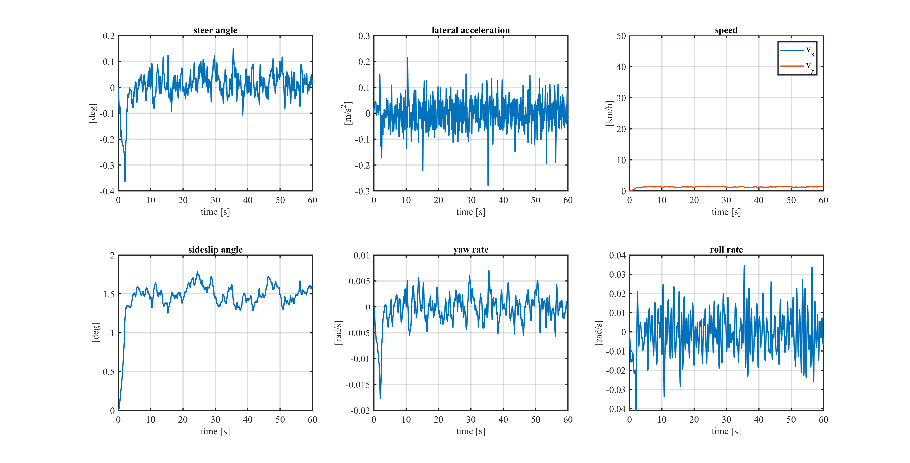 steer angle
0.2
0.1
0
-0.1
-0.2
-0.3
-0.4
[deg]
0 10 20 30 40 50 60
time [s]
lateral acceleration
0.3
0.2
0.1
0
-0.1
-0.2
0.3
[m/s²]
0 10 20 30 40 50 60
time [s]
speed
50
40
30
20
10
0
[km/h]
vₓ
0 10 20 30 40 50 60
time [s]
sideslip angle
2
1.5
1
0.5
0
[deg]
0 10 20 30 40 50 60
time [s]
yaw rate
0.01
0.005
0
0.005
-0.01
-0.015
-0.02
[rad/s]
0 10 20 30 40 50 60
time [s]
roll rate
0.04
0.03
0.02
0.01
0
-0.01
-0.02
-0.03
0.04
[rad/s]
0 10 20 30 40 50 60
time [s]